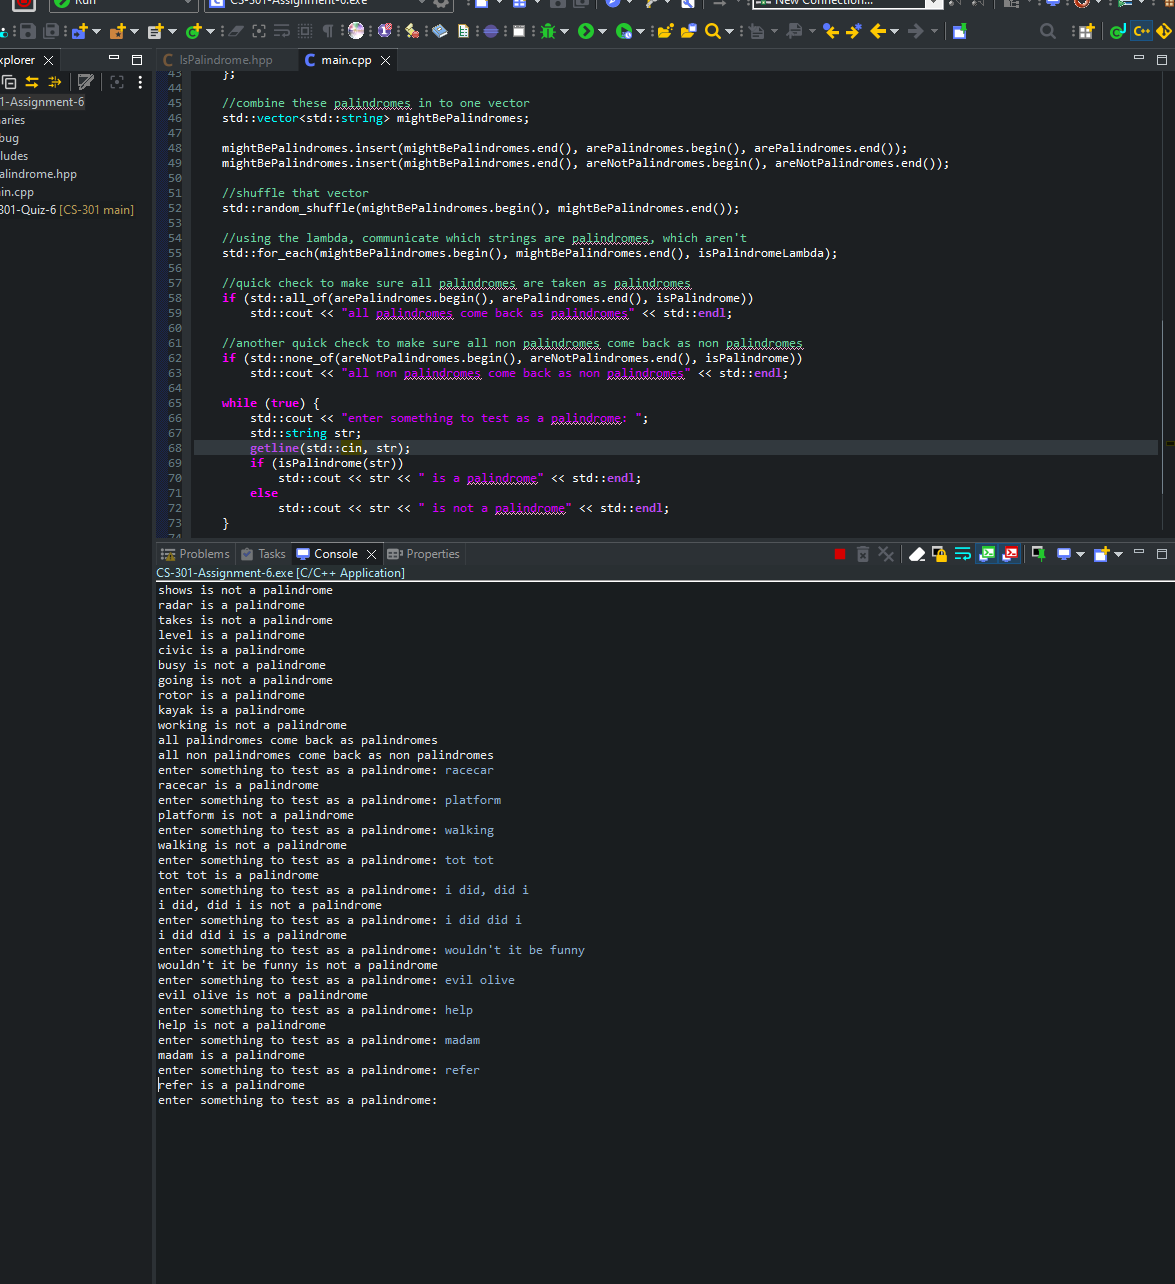 Run
CS-301-Assignment-6.exe
New Connection...
xplorer
IsPalindrome.hpp
main.cpp
1-Assignment-6
aries
bug
ludes
alindrome.hpp
in.cpp
301-Quiz-6 [CS-301 main]
43 };
44
45 //combine these palindromes in to one vector
46 std::vector<std::string> mightBePalindromes;
47
48 mightBePalindromes.insert(mightBePalindromes.end(), arePalindromes.begin(), arePalindromes.end());
49 mightBePalindromes.insert(mightBePalindromes.end(), areNotPalindromes.begin(), areNotPalindromes.end());
50
51 //shuffle that vector
52 std::random_shuffle(mightBePalindromes.begin(), mightBePalindromes.end());
53
54 //using the lambda, communicate which strings are palindromes, which aren't
55 std::for_each(mightBePalindromes.begin(), mightBePalindromes.end(), isPalindromeLambda);
56
57 //quick check to make sure all palindromes are taken as palindromes
58 if (std::all_of(arePalindromes.begin(), arePalindromes.end(), isPalindrome))
59 std::cout << "all palindromes come back as palindromes" << std::endl;
60
61 //another quick check to make sure all non palindromes come back as non palindromes
62 if (std::none_of(areNotPalindromes.begin(), areNotPalindromes.end(), isPalindrome))
63 std::cout << "all non palindromes come back as non palindromes" << std::endl;
64
65 while (true) {
66 std::cout << "enter something to test as a palindrome: ";
67 std::string str;
68 getline(std::cin, str);
69 if (isPalindrome(str))
70 std::cout << str << " is a palindrome" << std::endl;
71 else
72 std::cout << str << " is not a palindrome" << std::endl;
73 }
74
Problems
Tasks
Console
Properties
CS-301-Assignment-6.exe [C/C++ Application]
shows is not a palindrome
radar is a palindrome
takes is not a palindrome
level is a palindrome
civic is a palindrome
busy is not a palindrome
going is not a palindrome
rotor is a palindrome
kayak is a palindrome
working is not a palindrome
all palindromes come back as palindromes
all non palindromes come back as non palindromes
enter something to test as a palindrome: racecar
racecar is a palindrome
enter something to test as a palindrome: platform
platform is not a palindrome
enter something to test as a palindrome: walking
walking is not a palindrome
enter something to test as a palindrome: tot tot
tot tot is a palindrome
enter something to test as a palindrome: i did, did i
i did, did i is not a palindrome
enter something to test as a palindrome: i did did i
i did did i is a palindrome
enter something to test as a palindrome: wouldn't it be funny
wouldn't it be funny is not a palindrome
enter something to test as a palindrome: evil olive
evil olive is not a palindrome
enter something to test as a palindrome: help
help is not a palindrome
enter something to test as a palindrome: madam
madam is a palindrome
enter something to test as a palindrome: refer
refer is a palindrome
enter something to test as a palindrome: